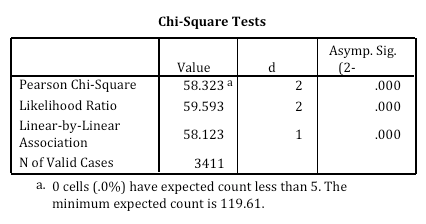 Chi-Square Tests
Value d Asymp. Sig. (2-
Pearson Chi-Square 58.323 a 2 .000
Likelihood Ratio 59.593 2 .000
Linear-by-Linear Association 58.123 1 .000
N of Valid Cases 3411
a. 0 cells (.0%) have expected count less than 5. The
minimum expected count is 119.61.